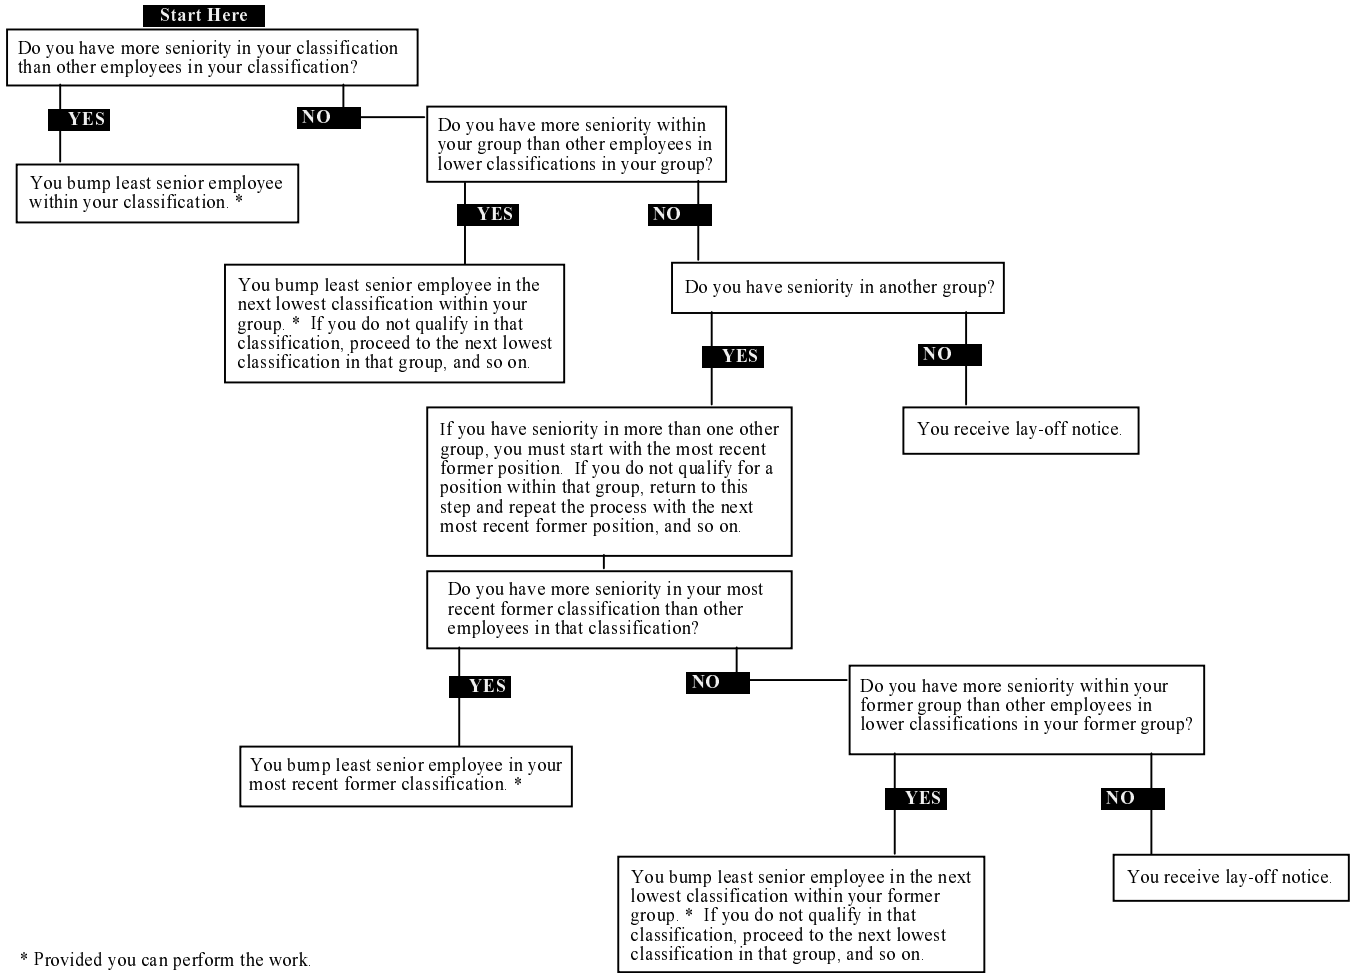 Start Here
Do you have more seniority in your classification
than other employees in your classification?
YES
NO
You bump least senior employee
within your classification. *
Do you have more seniority within
your group than other employees in
lower classifications in your group?
YES
NO
You bump least senior employee in the
next lowest classification within your
group. * If you do not qualify in that
classification, proceed to the next lowest
classification in that group, and so on.
Do you have seniority in another group?
YES
NO
If you have seniority in more than one other
group, you must start with the most recent
former position. If you do not qualify for a
position within that group, return to this
step and repeat the process with the next
most recent former position, and so on.
You receive lay-off notice.
Do you have more seniority in your most
recent former classification than other
employees in that classification?
YES
NO
You bump least senior employee in your
most recent former classification. *
Do you have more seniority within your
former group than other employees in
lower classifications in your former group?
YES
NO
You bump least senior employee in the next
lowest classification within your former
group. * If you do not qualify in that
classification, proceed to the next lowest
classification in that group, and so on.
You receive lay-off notice.
* Provided you can perform the work.